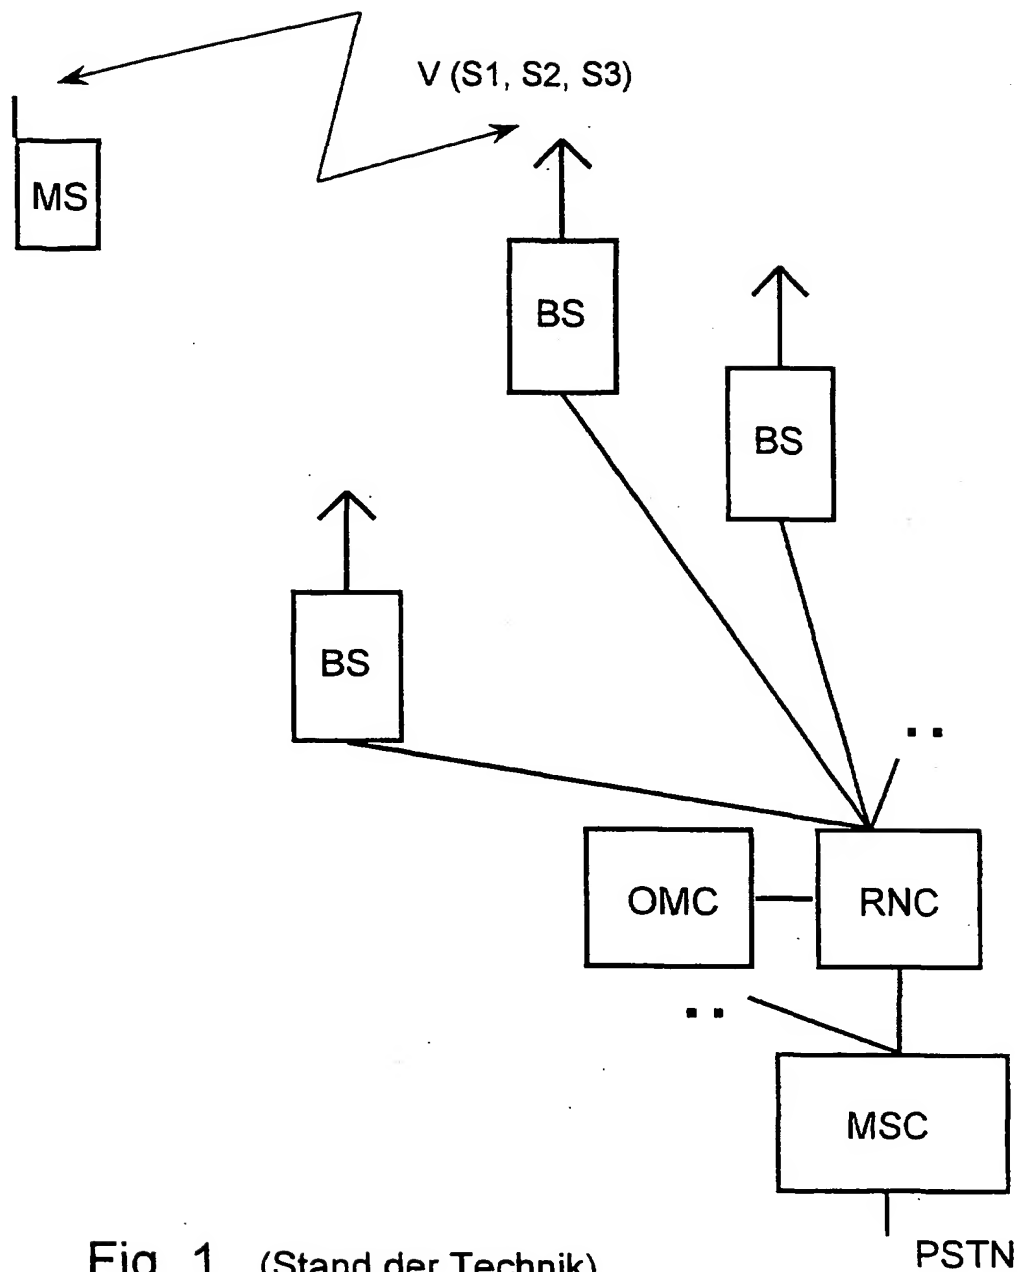 V (S1, S2, S3)
MS
BS
BS
BS
..
OMC
RNC
..
MSC
PSTN
Fig. 1 (Stand der Technik)